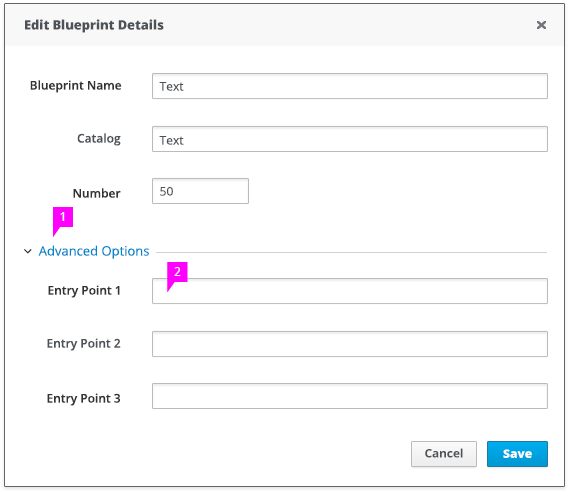 Edit Blueprint Details ×
Blueprint Name Text
Catalog Text
Number 50
1
Advanced Options
2
Entry Point 1
Entry Point 2
Entry Point 3
Cancel Save